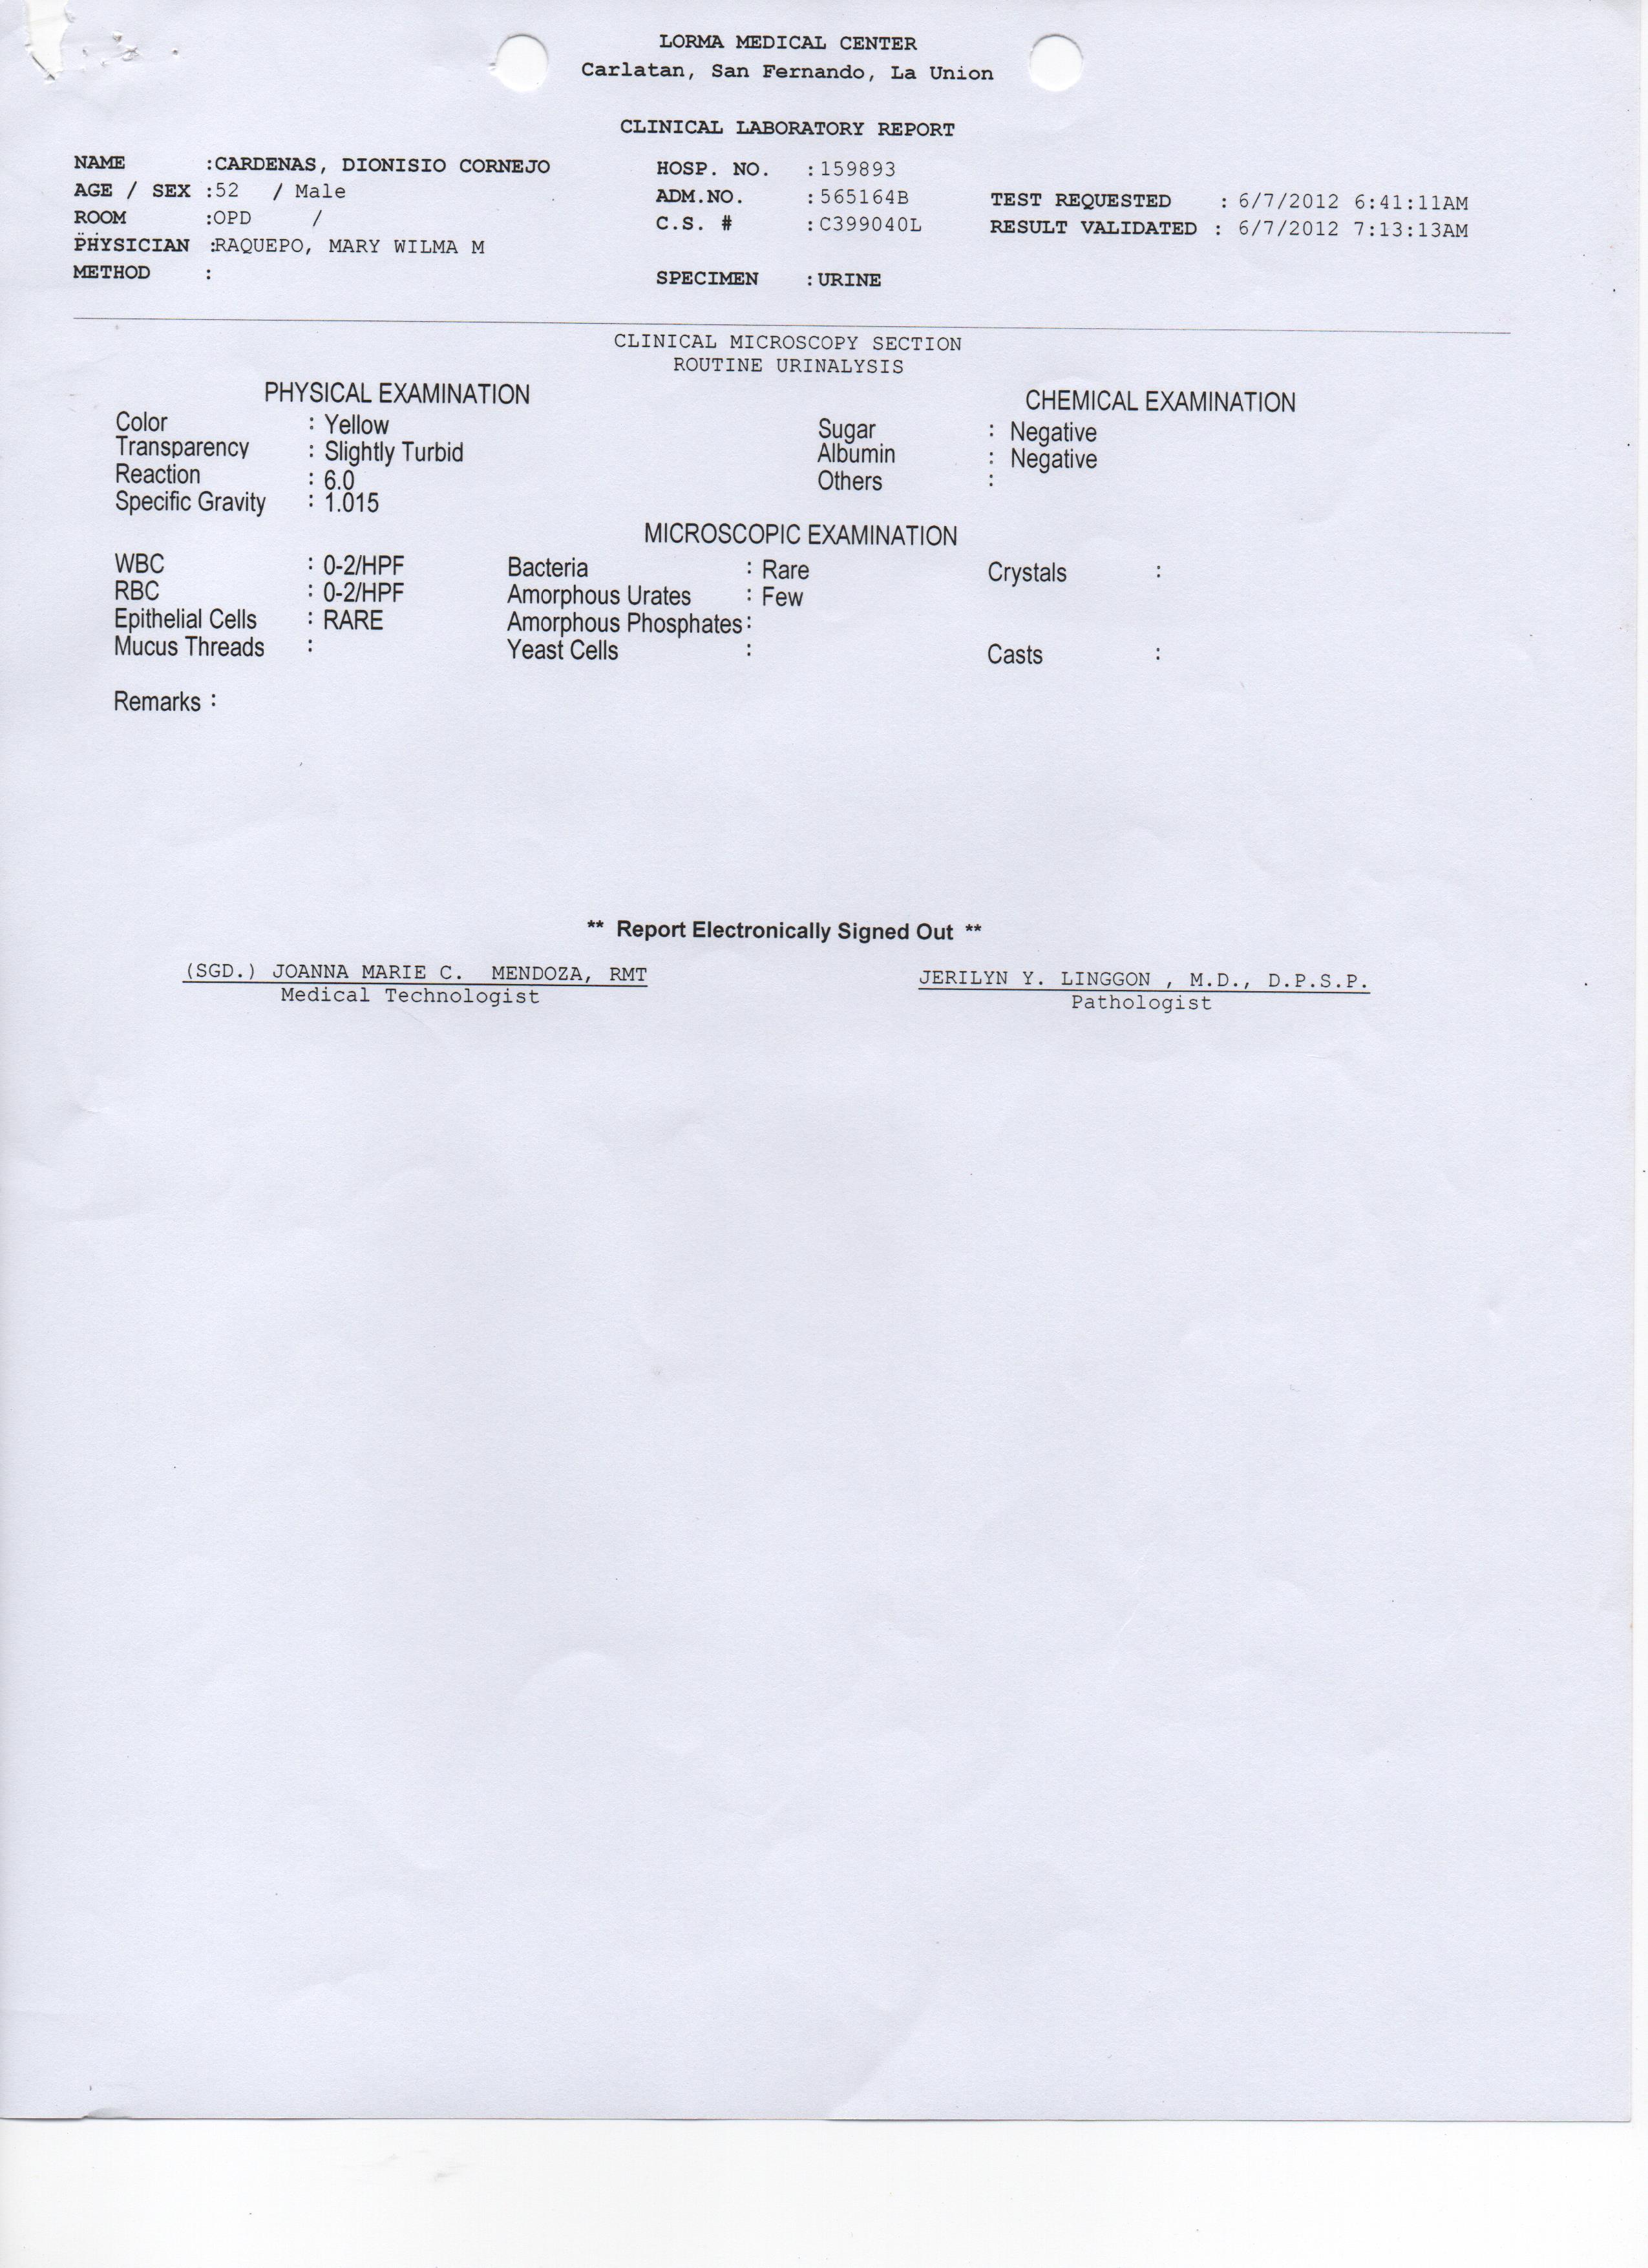 LORMA MEDICAL CENTER
Carlatan, San Fernando, La Union
CLINICAL LABORATORY REPORT
NAME :CARDENAS, DIONISIO CORNEJO
AGE / SEX :52 / Male
ROOM :OPD /
PHYSICIAN :RAQUEPO, MARY WILMA M
METHOD :
HOSP. NO. :159893
ADM.NO. :565164B
C.S. # :C399040L
SPECIMEN :URINE
TEST REQUESTED : 6/7/2012 6:41:11AM
RESULT VALIDATED : 6/7/2012 7:13:13AM
CLINICAL MICROSCOPY SECTION
ROUTINE URINALYSIS
PHYSICAL EXAMINATION
Color : Yellow
Transparency : Slightly Turbid
Reaction : 6.0
Specific Gravity : 1.015
CHEMICAL EXAMINATION
Sugar : Negative
Albumin : Negative
Others :
MICROSCOPIC EXAMINATION
WBC : 0-2/HPF
RBC : 0-2/HPF
Epithelial Cells : RARE
Mucus Threads :
Bacteria : Rare
Amorphous Urates : Few
Amorphous Phosphates:
Yeast Cells :
Crystals :
Casts :
Remarks :
** Report Electronically Signed Out **
(SGD.) JOANNA MARIE C. MENDOZA, RMT
Medical Technologist
JERILYN Y. LINGGON , M.D., D.P.S.P.
Pathologist